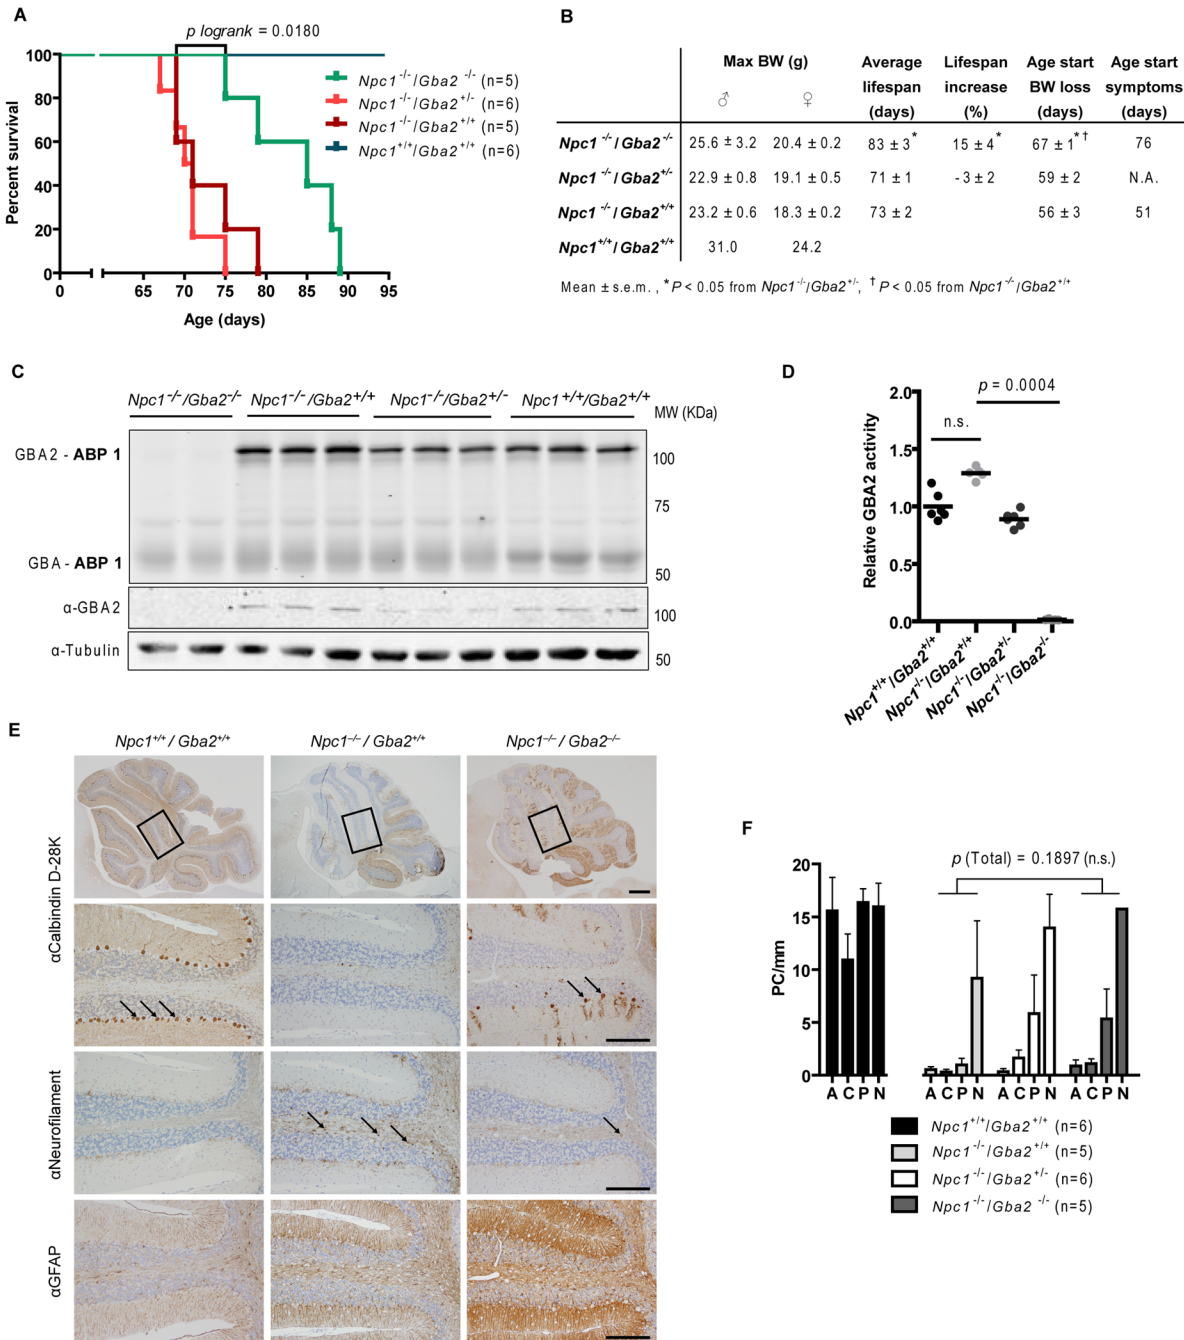 A
p logrank = 0.0180
Percent survival
100
80
60
40
20
0
0 65 70 75 80 85 90 95
Age (days)
Npc1-/-/Gba2 -/- (n=5)
Npc1-/-/Gba2+/- (n=6)
Npc1-/-/Gba2+/+ (n=5)
Npc1+/+/Gba2+/+ (n=6)
B
Max BW (g) Average lifespan (days) Lifespan increase (%) Age start BW loss (days) Age start symptoms (days)
♂ ♀
Npc1 -/-/Gba2-/- 25.6 ± 3.2 20.4 ± 0.2 83 ± 3* 15 ± 4* 67 ± 1*† 76
Npc1 -/-/Gba2+/- 22.9 ± 0.8 19.1 ± 0.5 71 ± 1 -3 ± 2 59 ± 2 N.A.
Npc1 -/-/Gba2+/+ 23.2 ± 0.6 18.3 ± 0.2 73 ± 2 56 ± 3 51
Npc1+/+/Gba2+/+ 31.0 24.2
Mean ± s.e.m. , *P < 0.05 from Npc1-/-/Gba2+/-, †P < 0.05 from Npc1-/-/Gba2+/+
C
Npc1-/-/Gba2-/- Npc1-/-/Gba2+/+ Npc1-/-/Gba2+/- Npc1+/+/Gba2+/+
MW (KDa)
GBA2 - ABP 1
100
75
GBA - ABP 1
50
α-GBA2
100
α-Tubulin
50
D
p = 0.0004
n.s.
Relative GBA2 activity
2.0
1.5
1.0
0.5
0.0
Npc1+/+/Gba2+/+
Npc1-/-/Gba2+/+
Npc1-/-/Gba2+/-
Npc1-/-/Gba2-/-
E
Npc1+/+ / Gba2+/+ Npc1-/- / Gba2+/+ Npc1-/- / Gba2-/-
αCalbindin D-28K
αNeurofilament
αGFAP
F
p (Total) = 0.1897 (n.s.)
PC/mm
20
15
10
5
0
A C P N A C P N A C P N A C P N
Npc1+/+/Gba2+/+ (n=6)
Npc1-/-/Gba2+/+ (n=5)
Npc1-/-/Gba2+/- (n=6)
Npc1-/-/Gba2 -/- (n=5)